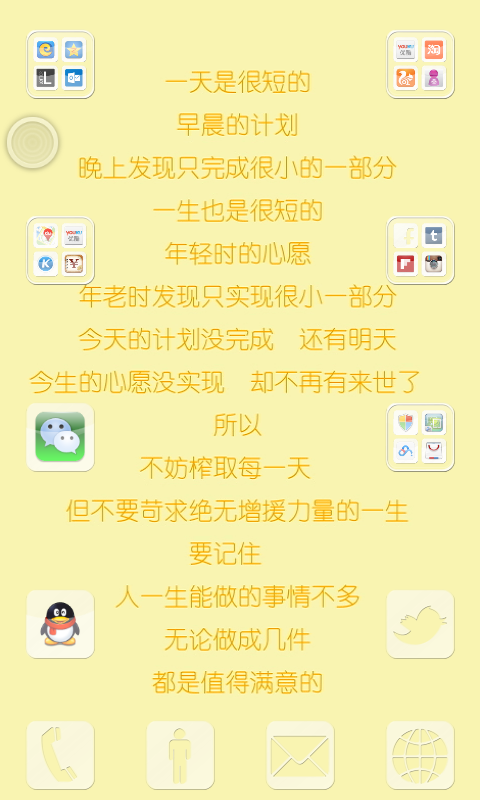 一天是很短的
早晨的计划
晚上发现只完成很小的一部分
一生也是很短的
年轻时的心愿
年老时发现只实现很小一部分
今天的计划没完成 还有明天
今生的心愿没实现 却不再有来世了
所以
不妨榨取每一天
但不要苛求绝无增援力量的一生
要记住
人一生能做的事情不多
无论做成几件
都是值得满意的